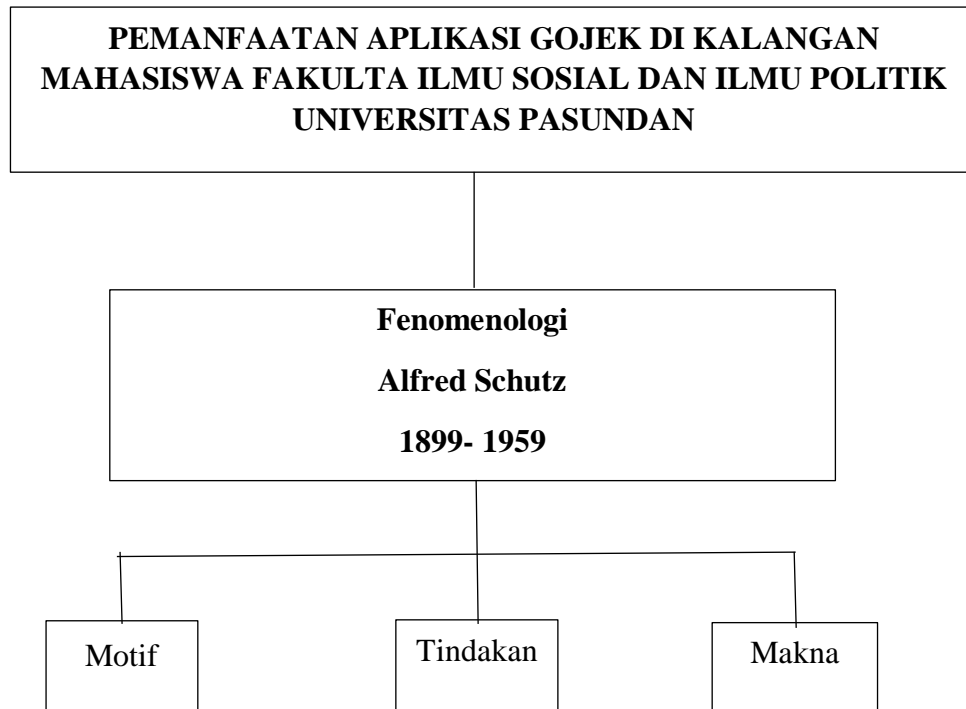 PEMANFAATAN APLIKASI GOJEK DI KALANGAN
MAHASISWA FAKULTA ILMU SOSIAL DAN ILMU POLITIK
UNIVERSITAS PASUNDAN
Fenomenologi
Alfred Schutz
1899- 1959
Motif
Tindakan
Makna